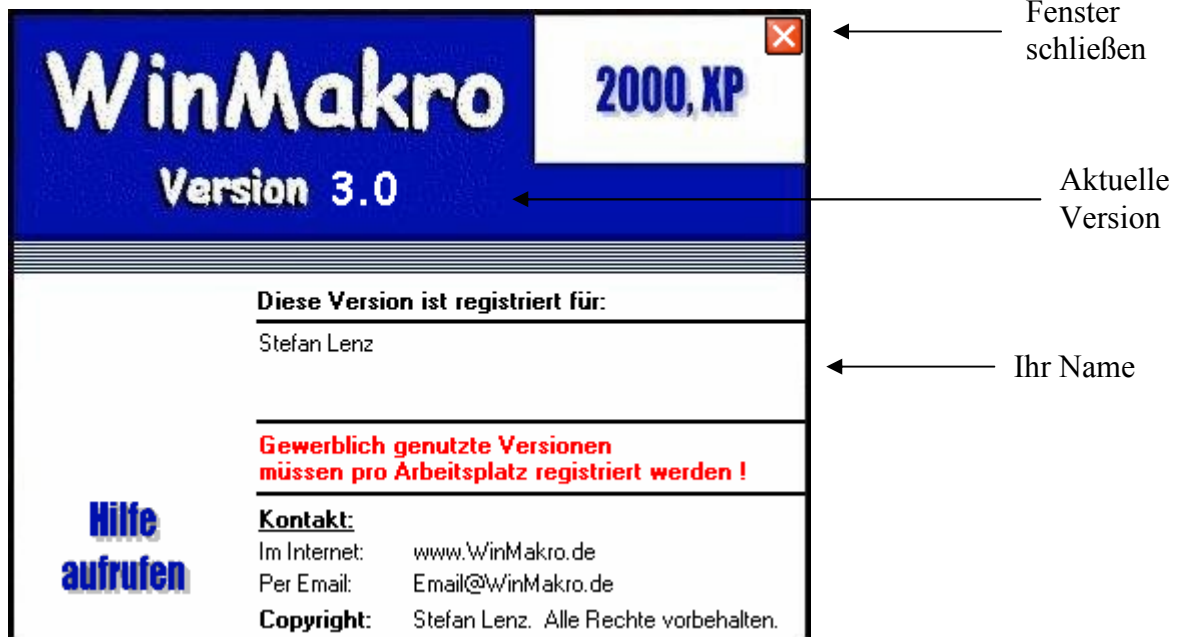 WinMakro
2000, XP
Version 3.0
Fenster
schließen
Aktuelle
Version
Diese Version ist registriert für:
Stefan Lenz
Ihr Name
Gewerblich genutzte Versionen
müssen pro Arbeitsplatz registriert werden !
Hilfe
aufrufen
Kontakt:
Im Internet: www.WinMakro.de
Per Email: Email@WinMakro.de
Copyright: Stefan Lenz. Alle Rechte vorbehalten.